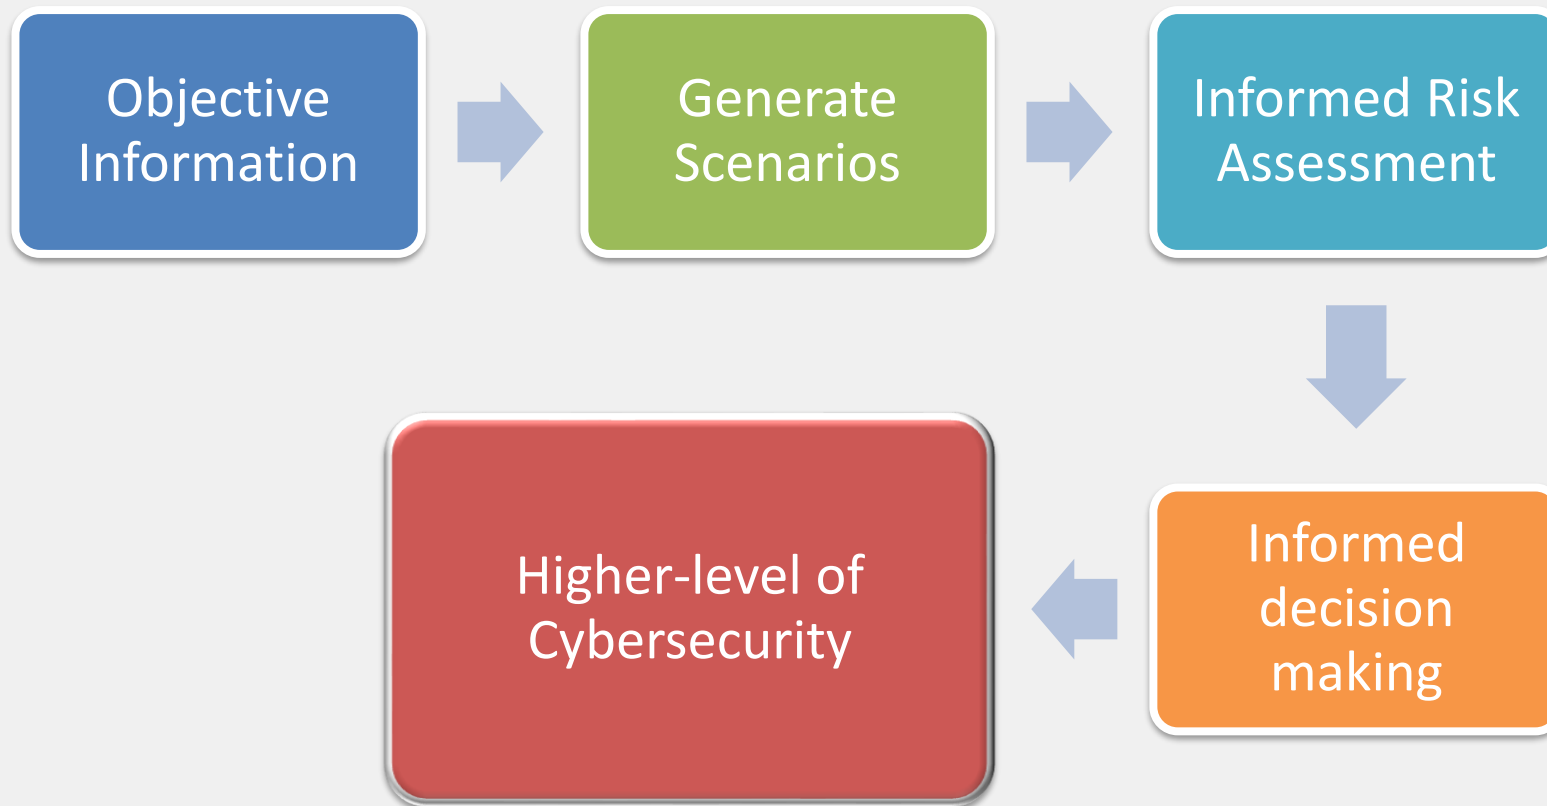 Objective
Information
Generate
Scenarios
Informed Risk
Assessment
Informed
decision
making
Higher-level of
Cybersecurity